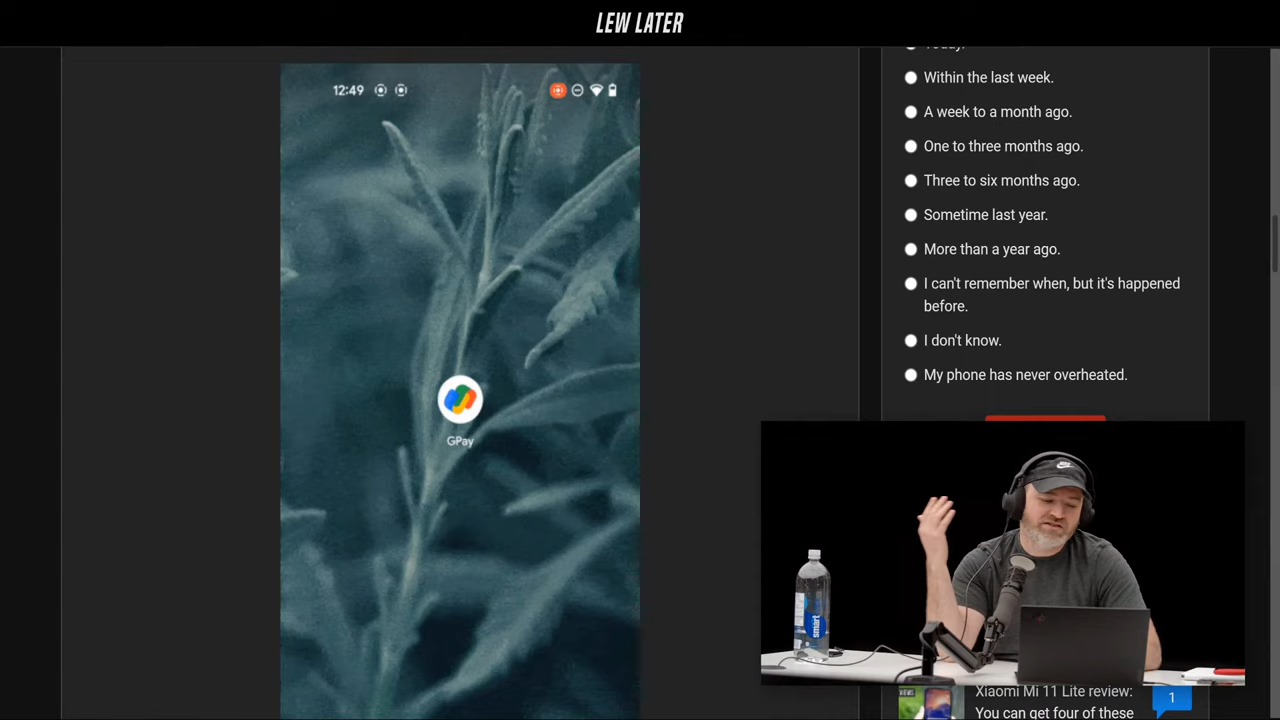 LEW LATER
12:49
GPay
Today.
Within the last week.
A week to a month ago.
One to three months ago.
Three to six months ago.
Sometime last year.
More than a year ago.
I can't remember when, but it's happened
before.
I don't know.
My phone has never overheated.
smart
Xiaomi Mi 11 Lite review:
You can get four of these
1